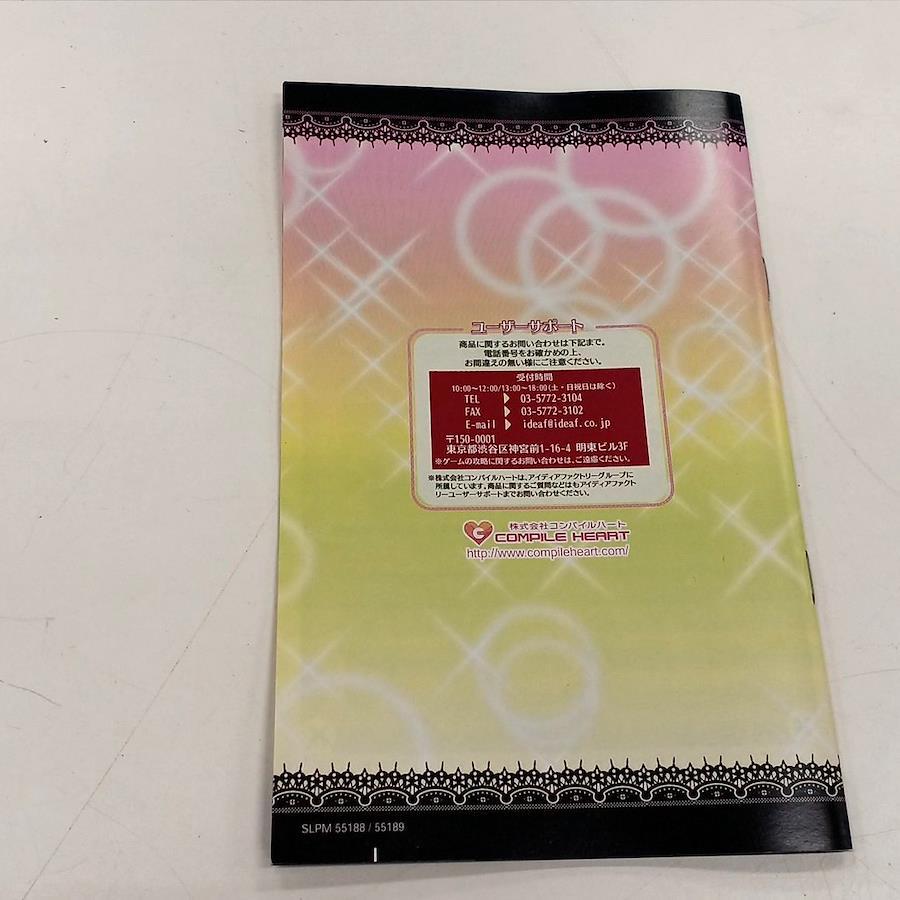 ユーザーサポート
商品に関するお問い合わせは下記まで。
電話番号をお確かめの上、
お間違えの無い様にご注意ください。
受付時間
10:00〜12:00/13:00〜18:00(土・日祝日は除く)
TEL ▶ 03-5772-3104
FAX ▶ 03-5772-3102
E-mail ▶ ideaf@ideaf.co.jp
〒150-0001
東京都渋谷区神宮前1-16-4 明東ビル3F
※ゲームの攻略に関するお問い合わせは、ご遠慮ください。
※株式会社コンパイルハートは、アイディアファクトリーグループに
所属しています。商品に関するご質問などはもアイディアファクト
リーユーザーサポートまでお問い合わせください。
株式会社コンパイルハート
COMPILE HEART
http://www.compileheart.com/
SLPM 55188 / 55189